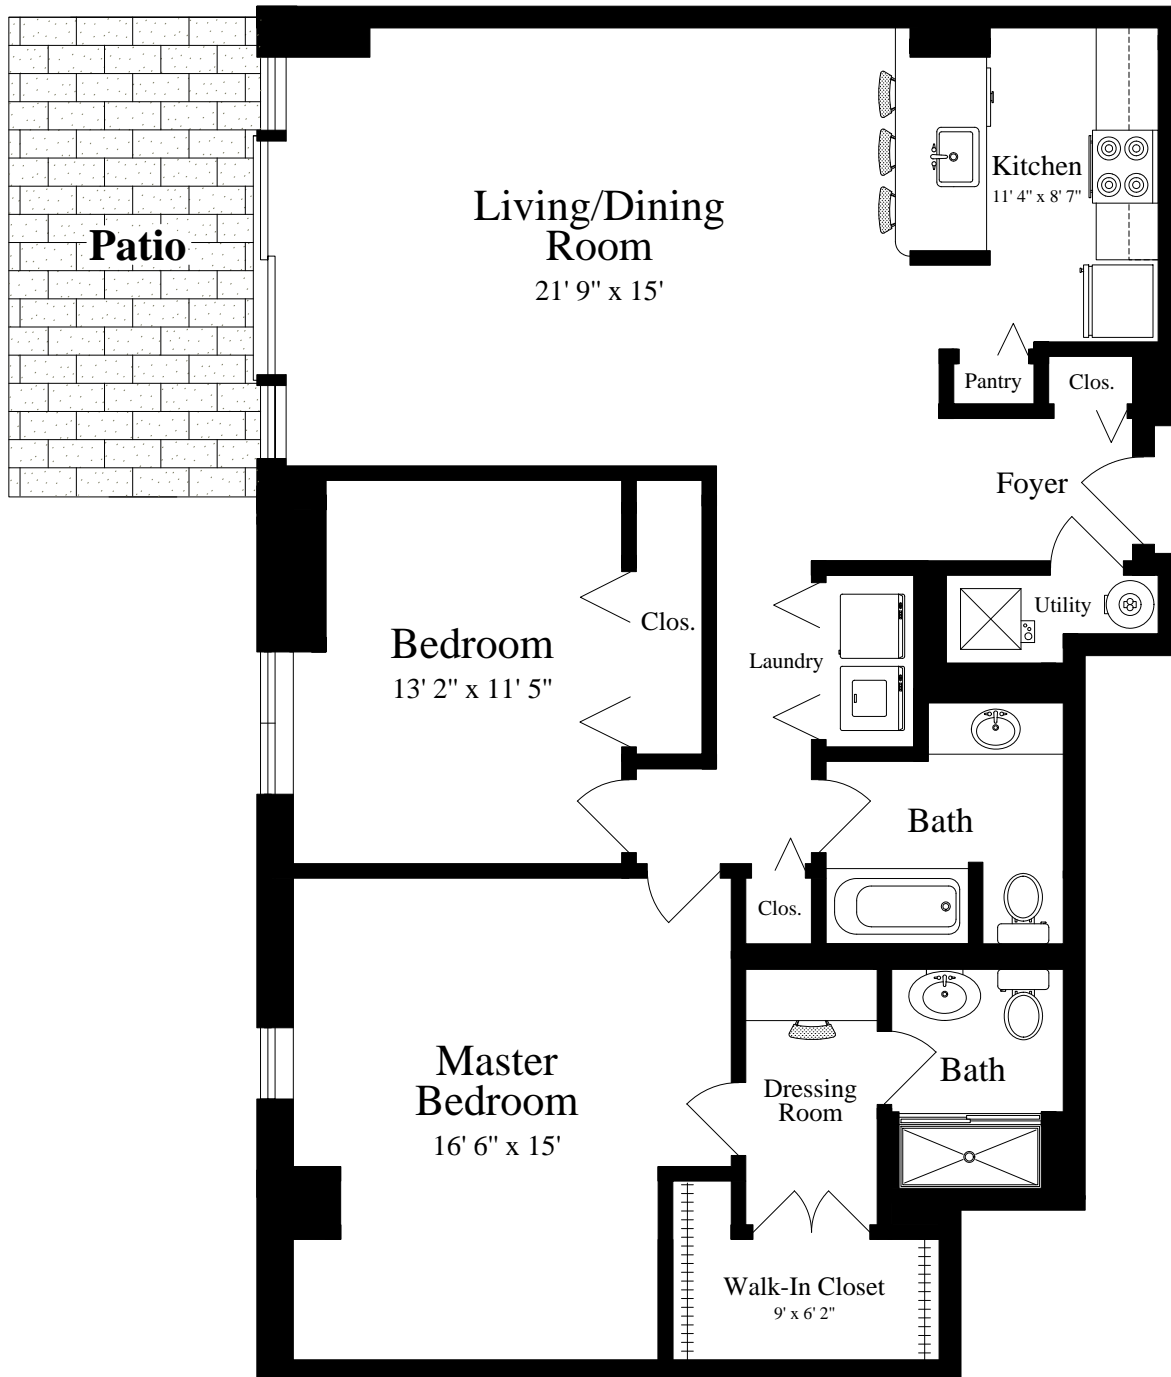 Patio
Living/Dining
Room
21' 9" x 15'
Kitchen
11' 4" x 8' 7"
Pantry
Clos.
Foyer
Utility
Bedroom
13' 2" x 11' 5"
Clos.
Laundry
Bath
Clos.
Master
Bedroom
16' 6" x 15'
Dressing
Room
Bath
Walk-In Closet
9' x 6' 2"